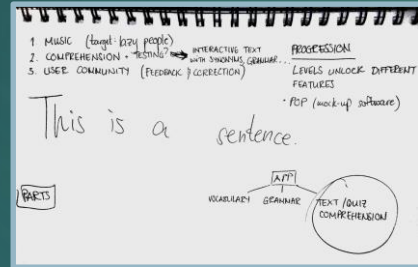 1 MUSIC (target: lazy people)
2. COMPREHENSION + TESTING? → INTERACTIVE TEXT
WITH SYNONYMS, GRAMMAR...
3. USER COMMUNITY (FEEDBACK / CORRECTION)
PROGRESSION
LEVELS UNLOCK DIFFERENT
FEATURES
• POP (mock-up software)
This is a sentence.
PARTS
APP
VOCABULARY GRAMMAR TEXT/QUIZ
COMPREHENSION